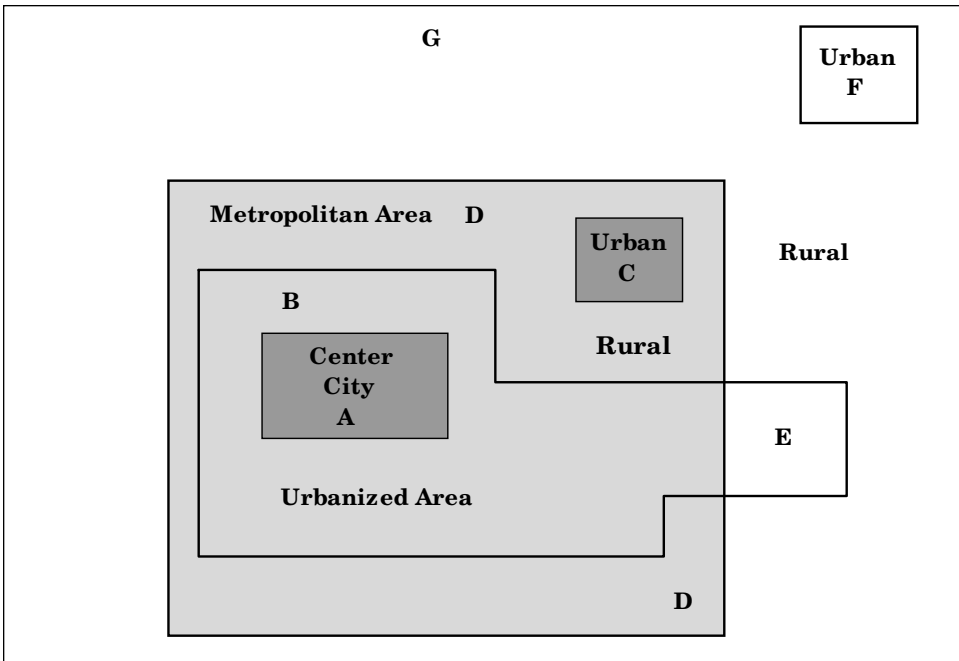 G
Urban
F
Metropolitan Area D
Urban
C
Rural
B
Rural
Center
City
A
E
Urbanized Area
D